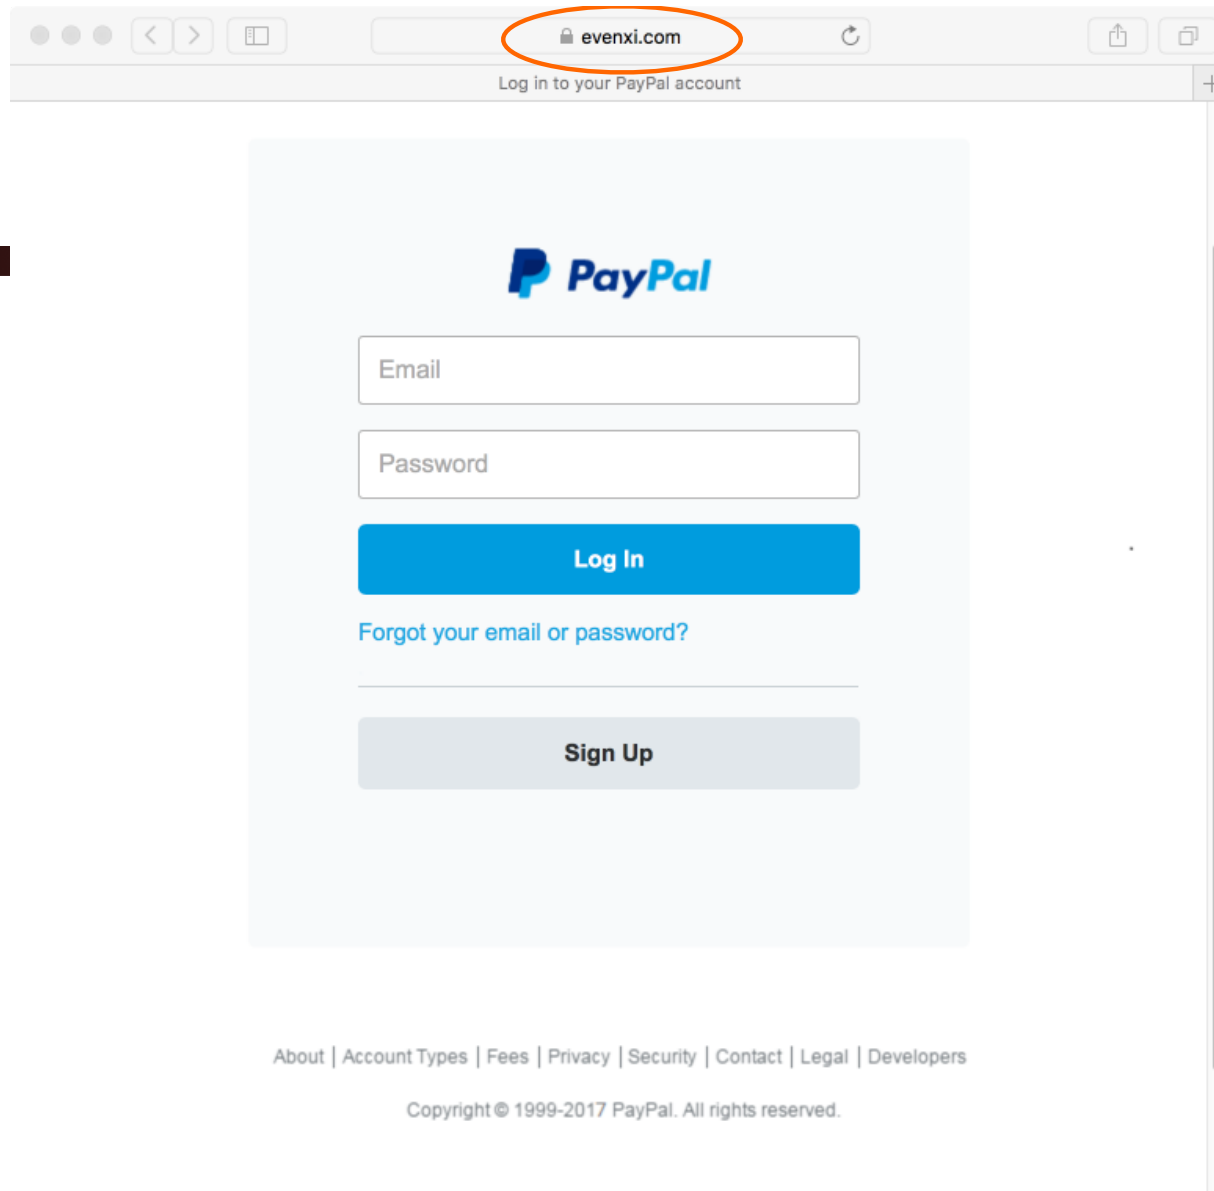 evenxi.com
Log in to your PayPal account
PayPal
Email
Password
Log In
Forgot your email or password?
Sign Up
About | Account Types | Fees | Privacy | Security | Contact | Legal | Developers
Copyright © 1999-2017 PayPal. All rights reserved.